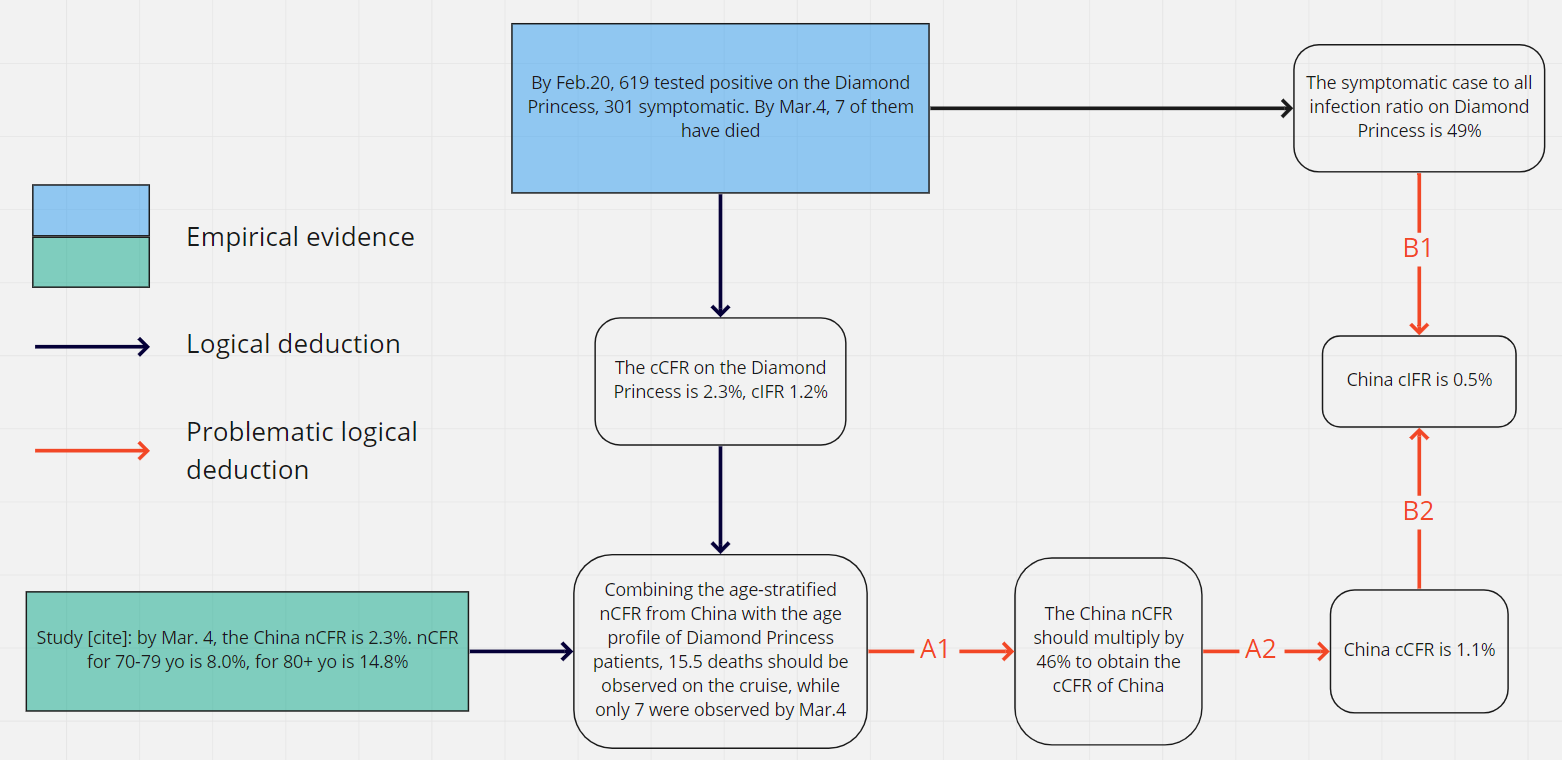 By Feb.20, 619 tested positive on the Diamond
Princess, 301 symptomatic. By Mar.4, 7 of them
have died
The symptomatic case to all
infection ratio on Diamond
Princess is 49%
Empirical evidence
B1
Logical deduction
The cCFR on the Diamond
Princess is 2.3%, cIFR 1.2%
China cIFR is 0.5%
Problematic logical
deduction
B2
Study [cite]: by Mar. 4, the China nCFR is 2.3%. nCFR
for 70-79 yo is 8.0%, for 80+ yo is 14.8%
Combining the age-stratified
nCFR from China with the age
profile of Diamond Princess
patients, 15.5 deaths should be
observed on the cruise, while
only 7 were observed by Mar.4
A1
The China nCFR
should multiply by
46% to obtain the
cCFR of China
A2
China cCFR is 1.1%